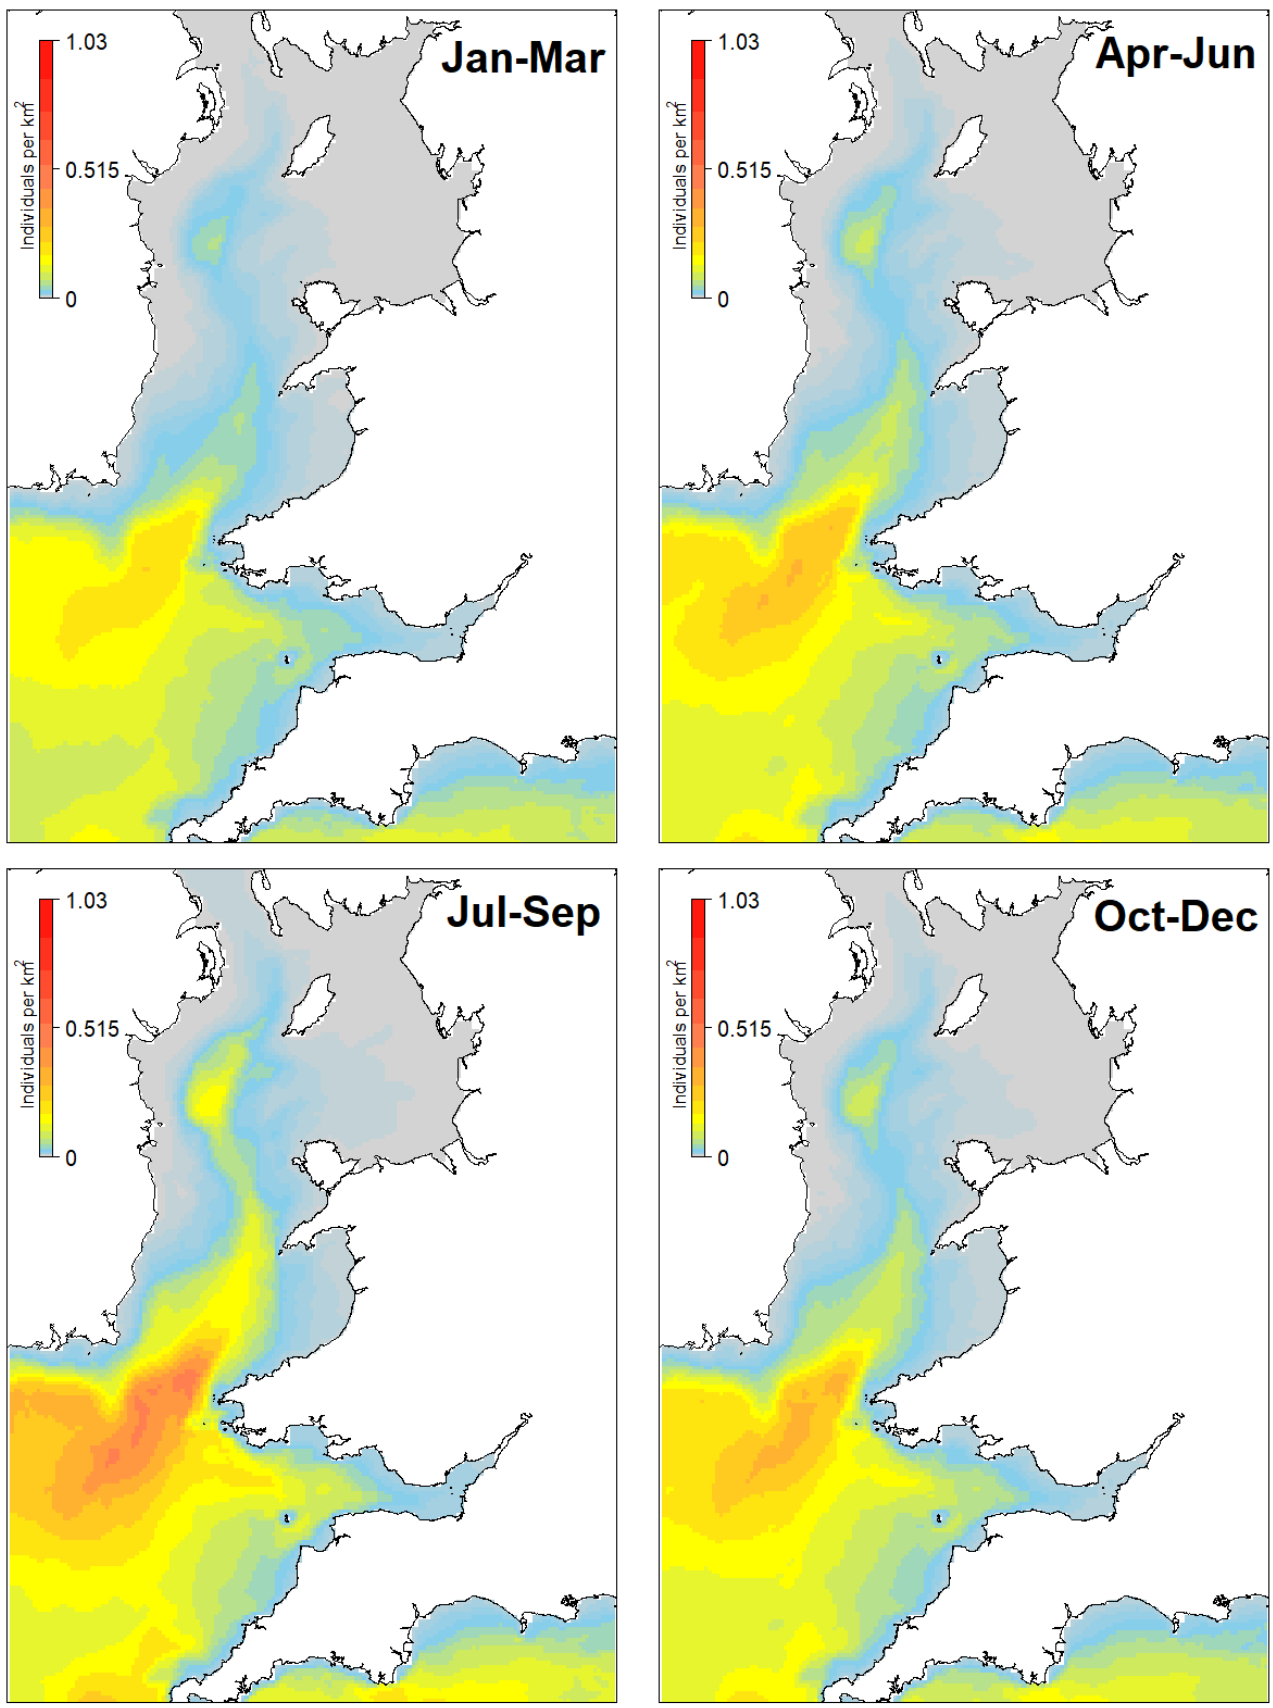 Jan-Mar
1.03
0.515
0
Individuals per km²
Apr-Jun
1.03
0.515
0
Individuals per km²
Jul-Sep
1.03
0.515
0
Individuals per km²
Oct-Dec
1.03
0.515
0
Individuals per km²